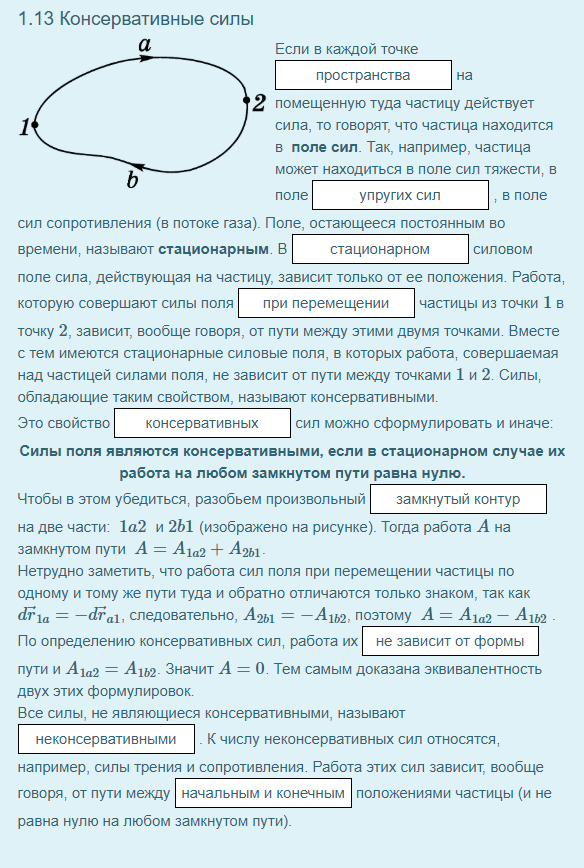 1.13 Консервативные силы
a
1
2
b
Если в каждой точке
пространства на
помещенную туда частицу действует
сила, то говорят, что частица находится
в поле сил. Так, например, частица
может находиться в поле сил тяжести, в
поле упругих сил , в поле
сил сопротивления (в потоке газа). Поле, остающееся постоянным во
времени, называют стационарным. В стационарном силовом
поле сила, действующая на частицу, зависит только от ее положения. Работа,
которую совершают силы поля при перемещении частицы из точки 1 в
точку 2, зависит, вообще говоря, от пути между этими двумя точками. Вместе
с тем имеются стационарные силовые поля, в которых работа, совершаемая
над частицей силами поля, не зависит от пути между точками 1 и 2. Силы,
обладающие таким свойством, называют консервативными.
Это свойство консервативных сил можно сформулировать и иначе:
Силы поля являются консервативными, если в стационарном случае их
работа на любом замкнутом пути равна нулю.
Чтобы в этом убедиться, разобьем произвольный замкнутый контур
на две части: 1a2 и 2b1 (изображено на рисунке). Тогда работа A на
замкнутом пути A = A₁ₐ₂ + A_{2b1}.
Нетрудно заметить, что работа сил поля при перемещении частицы по
одному и тому же пути туда и обратно отличаются только знаком, так как
dr⃗_{1a} = −dr⃗_{a1}, следовательно, A_{2b1} = −A_{1b2}, поэтому A = A_{1a2} − A_{1b2} .
По определению консервативных сил, работа их не зависит от формы
пути и A_{1a2} = A_{1b2}. Значит A = 0. Тем самым доказана эквивалентность
двух этих формулировок.
Все силы, не являющиеся консервативными, называют
неконсервативными . К числу неконсервативных сил относятся,
например, силы трения и сопротивления. Работа этих сил зависит, вообще
говоря, от пути между начальным и конечным положениями частицы (и не
равна нулю на любом замкнутом пути).